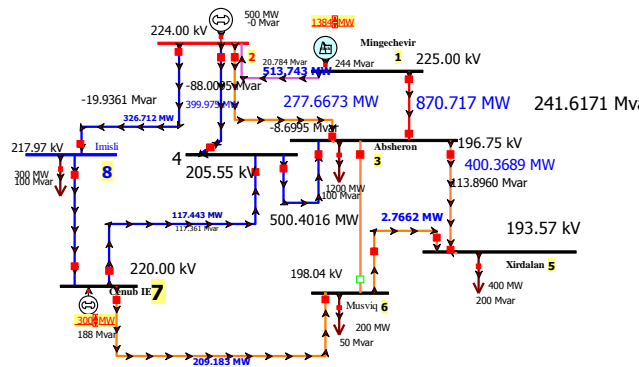 500 MW
-0 Mvar
1384 MW
224.00 kV
2
Mingechevir
20.784 Mvar
244 Mvar
1
513,743 MW
225.00 kV
-88.0095 Mvar
-19.9361 Mvar
399.975 MW
277.6673 MW
870.717 MW
241.6171 Mvar
326.712 MW
-8.6995 Mvar
217.97 kV
Imisli
Absheron
196.75 kV
8
4
3
400.3689 MW
205.55 kV
300 MW
100 Mvar
1200 MW
100 Mvar
113.8960 Mvar
117.443 MW
117.361 Mvar
500.4016 MW
2.7662 MW
193.57 kV
220.00 kV
198.04 kV
Xirdalan 5
Cenub IE
7
Musviq 6
400 MW
200 Mvar
300 MW
188 Mvar
200 MW
50 Mvar
209.183 MW